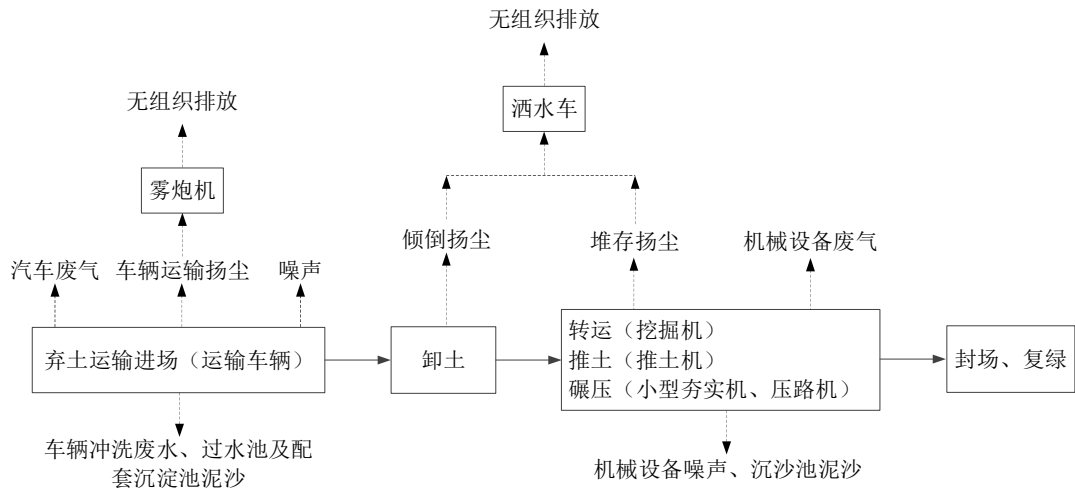 无组织排放
无组织排放
洒水车
雾炮机
倾倒扬尘
堆存扬尘
机械设备废气
汽车废气
车辆运输扬尘
噪声
弃土运输进场（运输车辆）
卸土
转运（挖掘机）
推土（推土机）
碾压（小型夯实机、压路机）
封场、复绿
车辆冲洗废水、过水池及配
套沉淀池泥沙
机械设备噪声、沉沙池泥沙